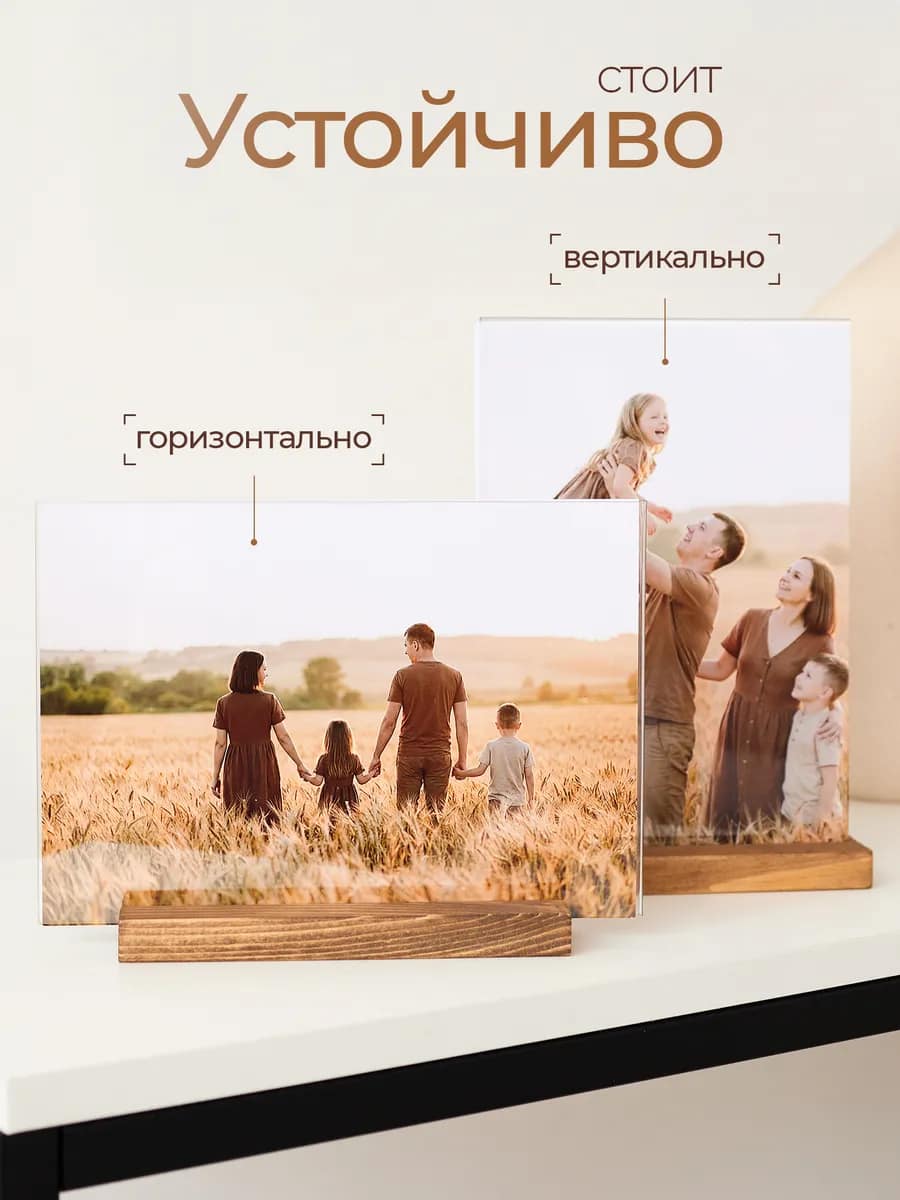 стоит
Устойчиво
вертикально
горизонтально